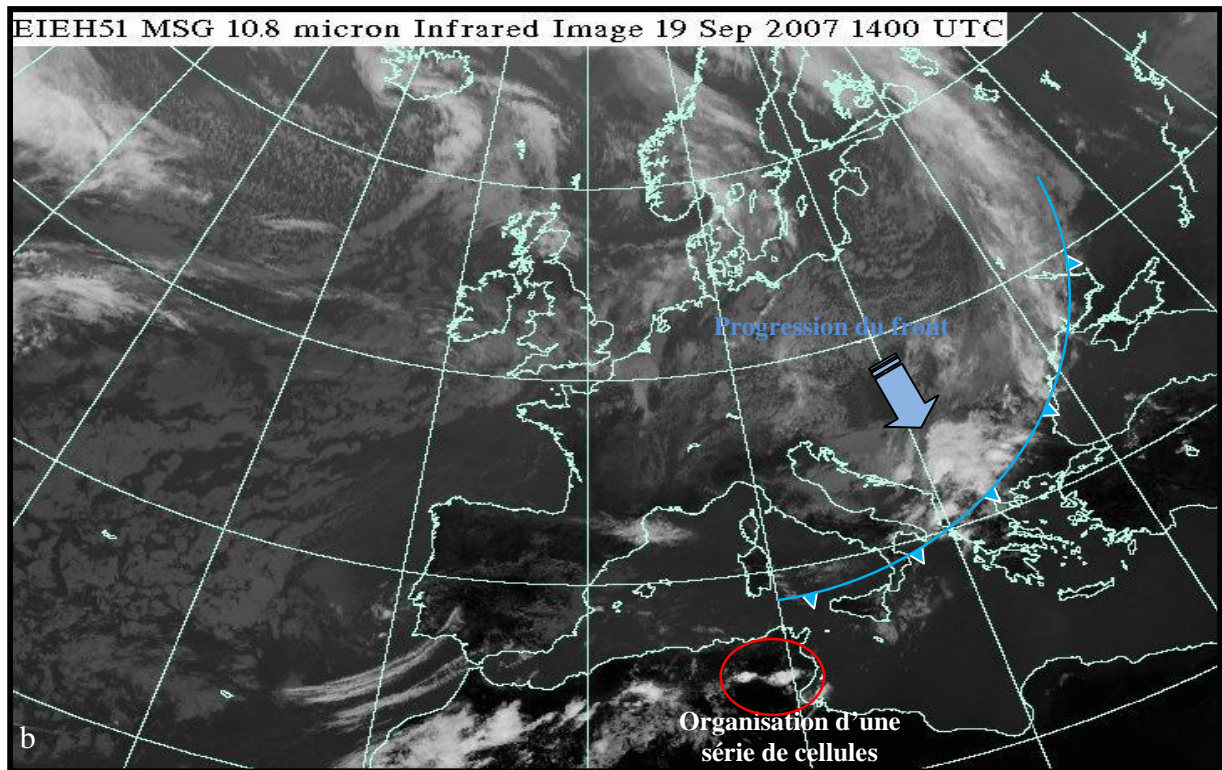 EIEH51 MSG 10.8 micron Infrared Image 19 Sep 2007 1400 UTC
Progression du front
Organisation d'une
série de cellules
b